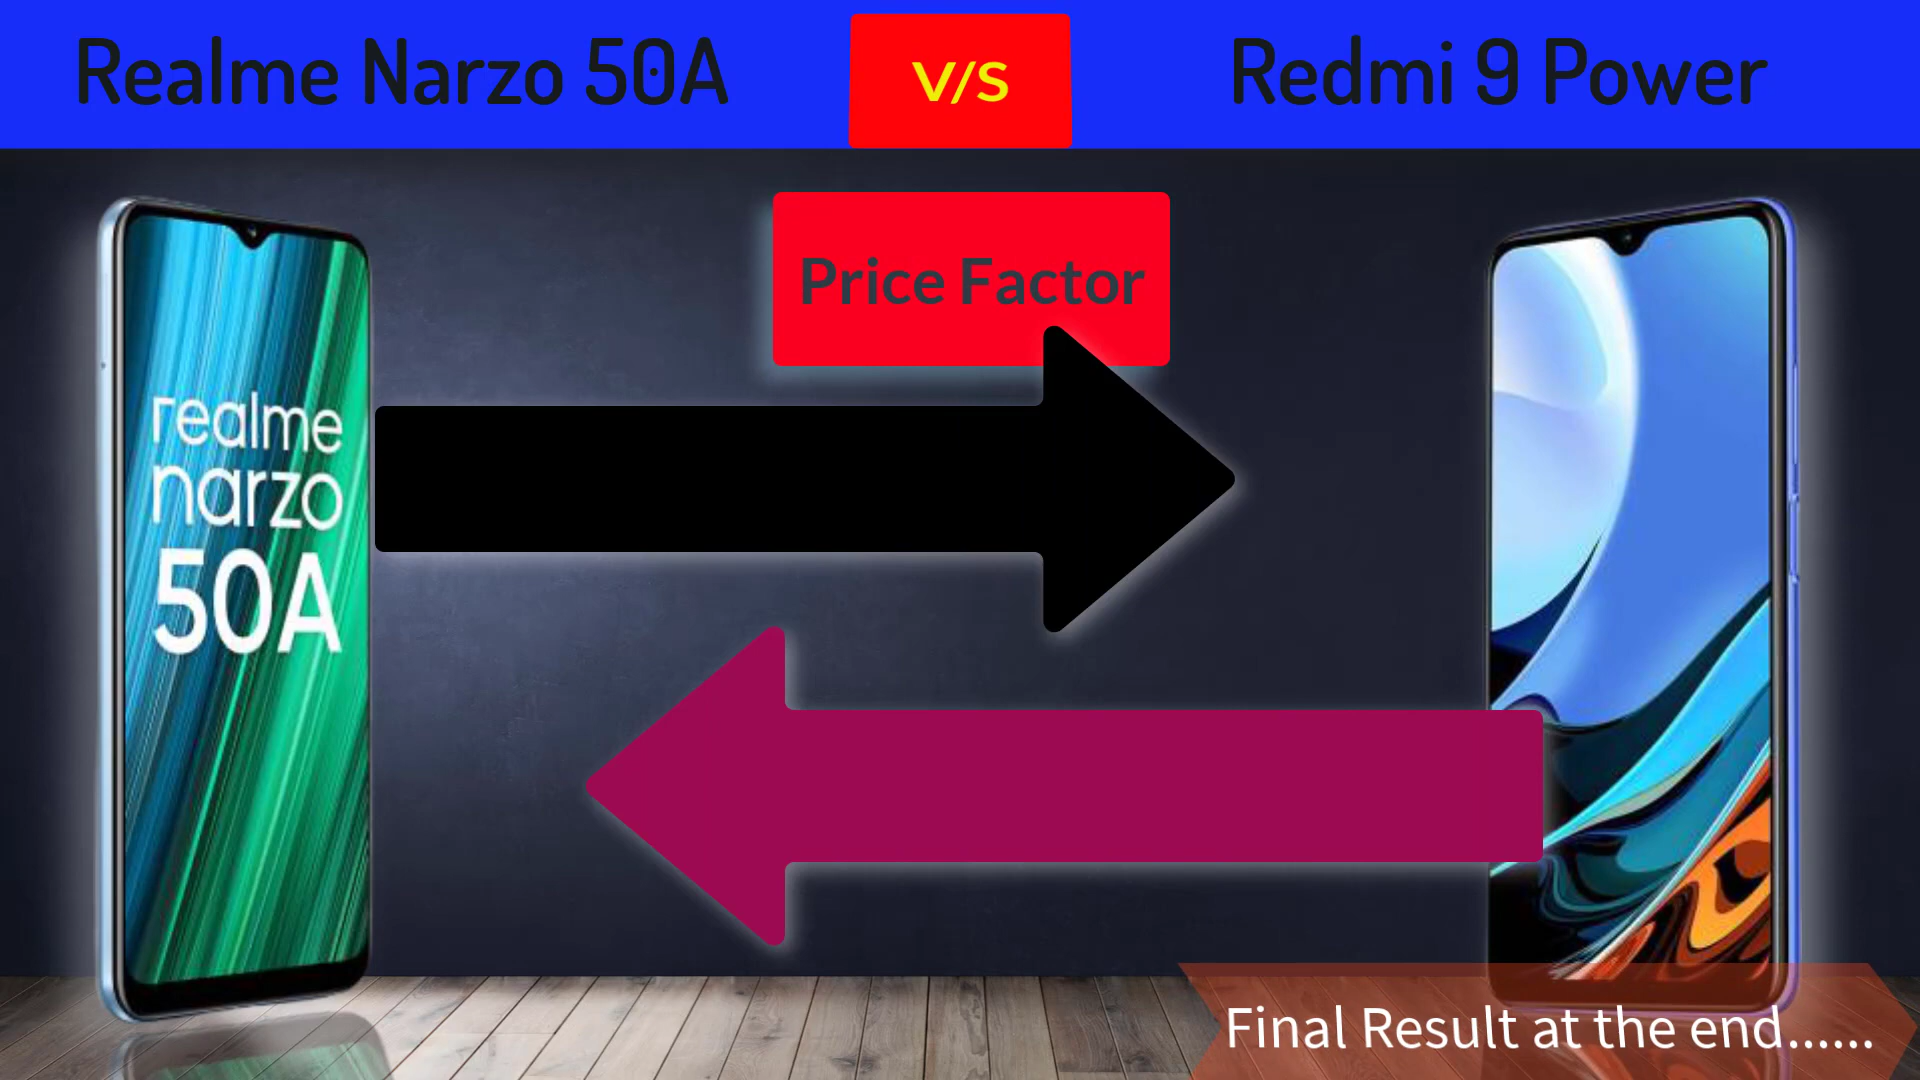 Realme Narzo 50A
V/S
Redmi 9 Power
Price Factor
realme
narzo
50A
Final Result at the end......